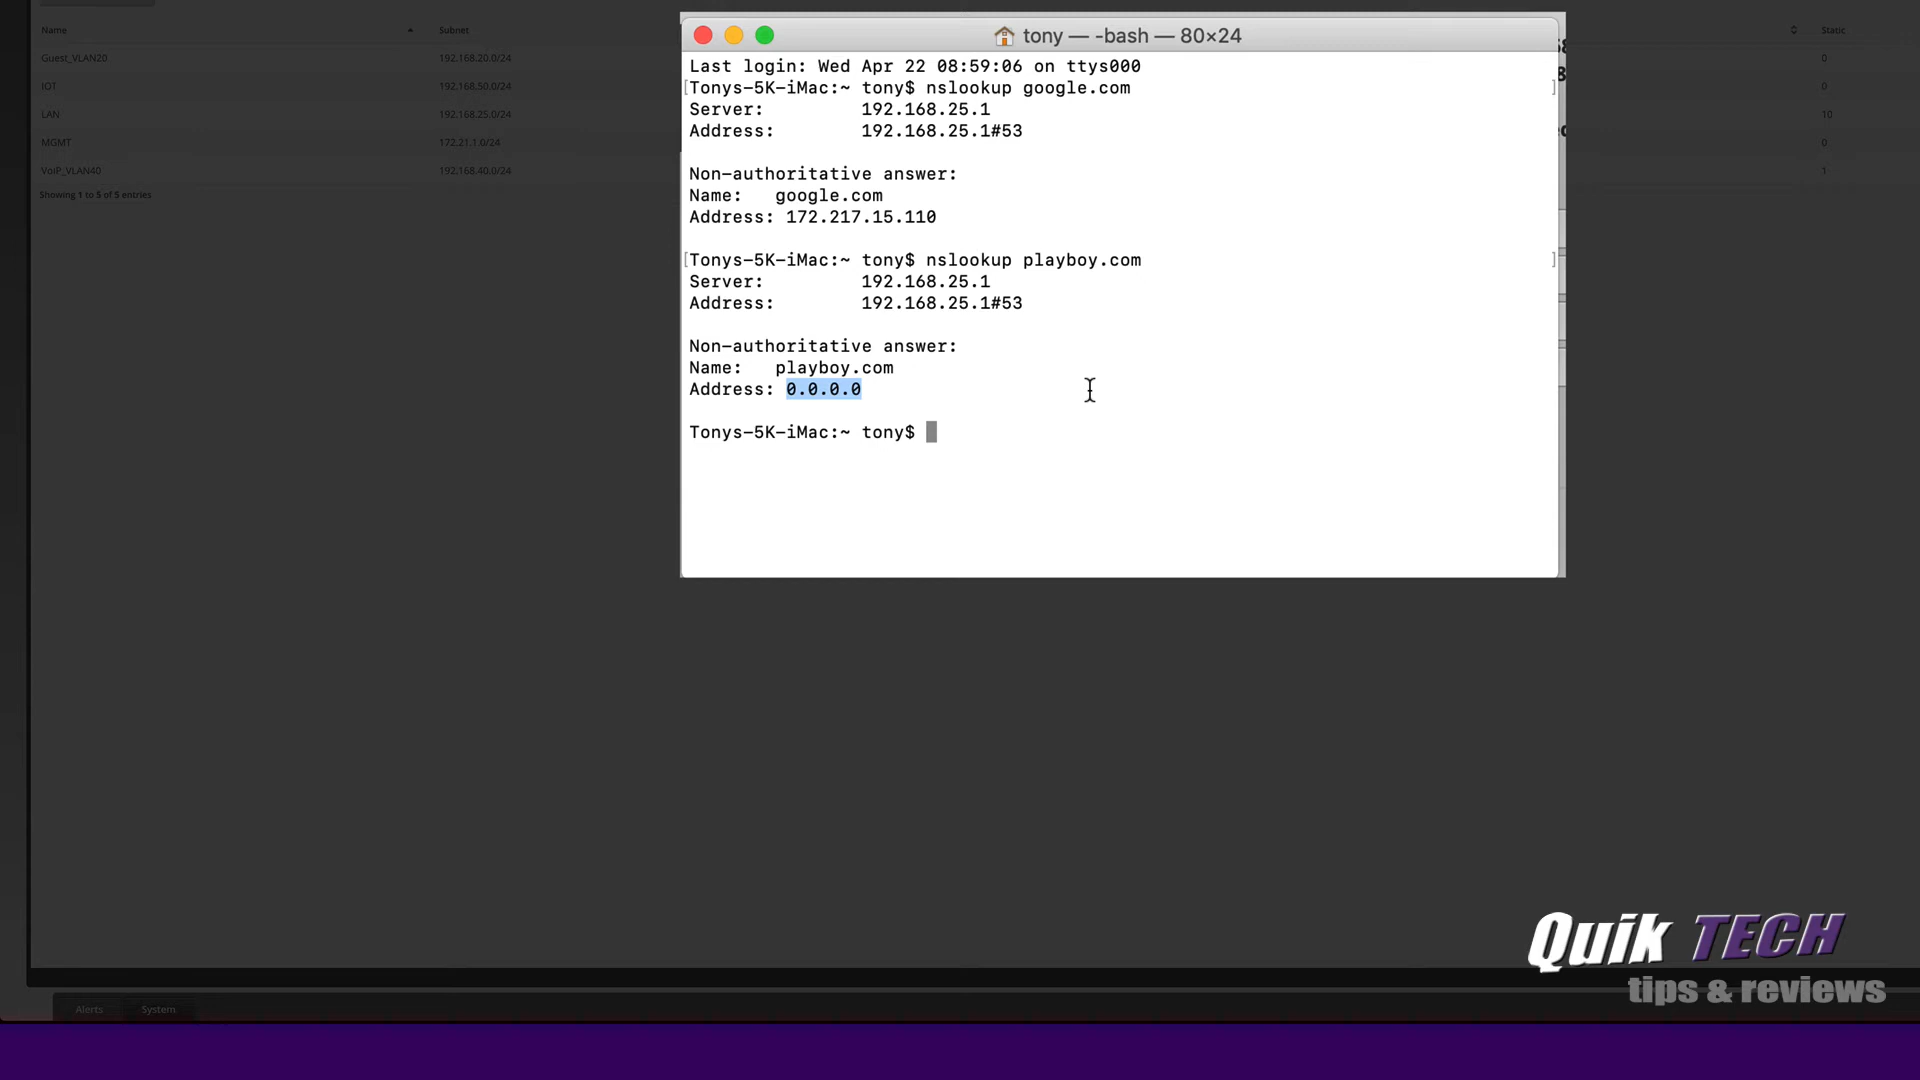 Name Subnet Static
Guest_VLAN20 192.168.20.0/24 0
IOT 192.168.50.0/24 0
LAN 192.168.25.0/24 10
MGMT 172.21.1.0/24 0
VoIP_VLAN40 192.168.40.0/24 1
Showing 1 to 5 of 5 entries
tony — -bash — 80×24
Last login: Wed Apr 22 08:59:06 on ttys000
[Tonys-5K-iMac:~ tony$ nslookup google.com ]
Server: 192.168.25.1
Address: 192.168.25.1#53
Non-authoritative answer:
Name: google.com
Address: 172.217.15.110
[Tonys-5K-iMac:~ tony$ nslookup playboy.com ]
Server: 192.168.25.1
Address: 192.168.25.1#53
Non-authoritative answer:
Name: playboy.com
Address: 0.0.0.0
Tonys-5K-iMac:~ tony$
Quik TECH
tips & reviews
Alerts System